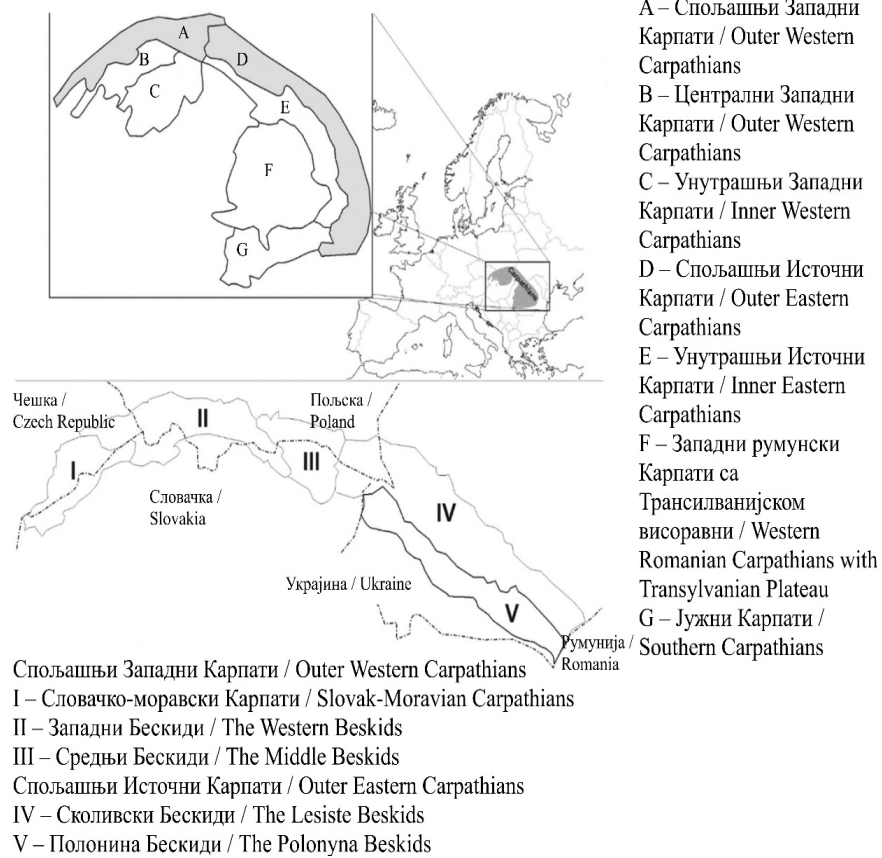 A
B
C
D
E
F
G
Carpathians
A – Спољашњи Западни
Карпати / Outer Western
Carpathians
B – Централни Западни
Карпати / Outer Western
Carpathians
C – Унутрашњи Западни
Карпати / Inner Western
Carpathians
D – Спољашњи Источни
Карпати / Outer Eastern
Carpathians
E – Унутрашњи Источни
Карпати / Inner Eastern
Carpathians
F – Западни румунски
Карпати са
Трансилванијском
висоравни / Western
Romanian Carpathians with
Transylvanian Plateau
G – Јужни Карпати /
Southern Carpathians
Чешка /
Czech Republic
Пољска /
Poland
Словачка /
Slovakia
Украјина / Ukraine
Румунија /
Romania
I
II
III
IV
V
Спољашњи Западни Карпати / Outer Western Carpathians
I – Словачко-моравски Карпати / Slovak-Moravian Carpathians
II – Западни Бескиди / The Western Beskids
III – Средњи Бескиди / The Middle Beskids
Спољашњи Источни Карпати / Outer Eastern Carpathians
IV – Сколивски Бескиди / The Lesiste Beskids
V – Полонина Бескиди / The Polonyna Beskids